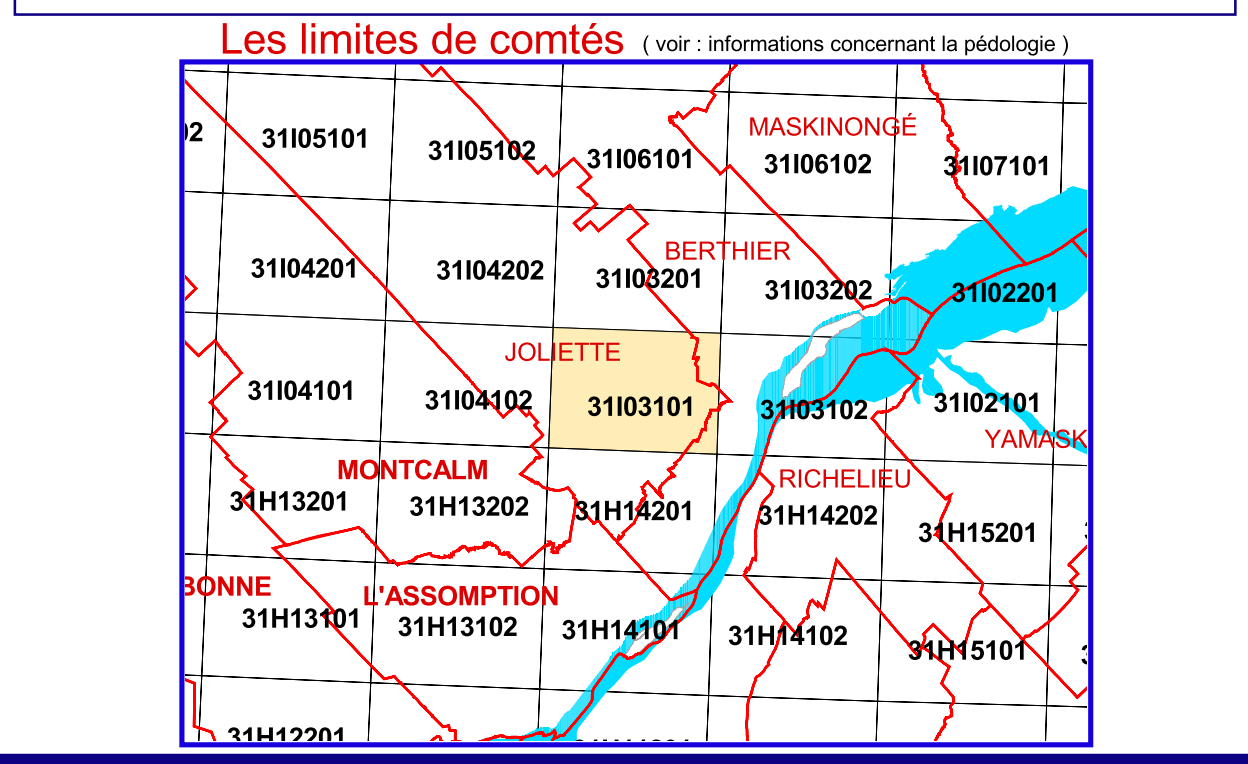 Les limites de comtés ( voir : informations concernant la pédologie )
MASKINONGÉ
02 31I05101 31I05102 31I06101 31I06102 31I07101
BERTHIER
31I04201 31I04202 31I03201 31I03202 31I02201
JOLIETTE
31I04101 31I04102 31I03101 31I03102 31I02101
YAMASK
MONTCALM RICHELIEU
31H13201 31H13202 31H14201 31H14202 31H15201
BONNE L'ASSOMPTION
31H13101 31H13102 31H14101 31H14102 31H15101
31H12201